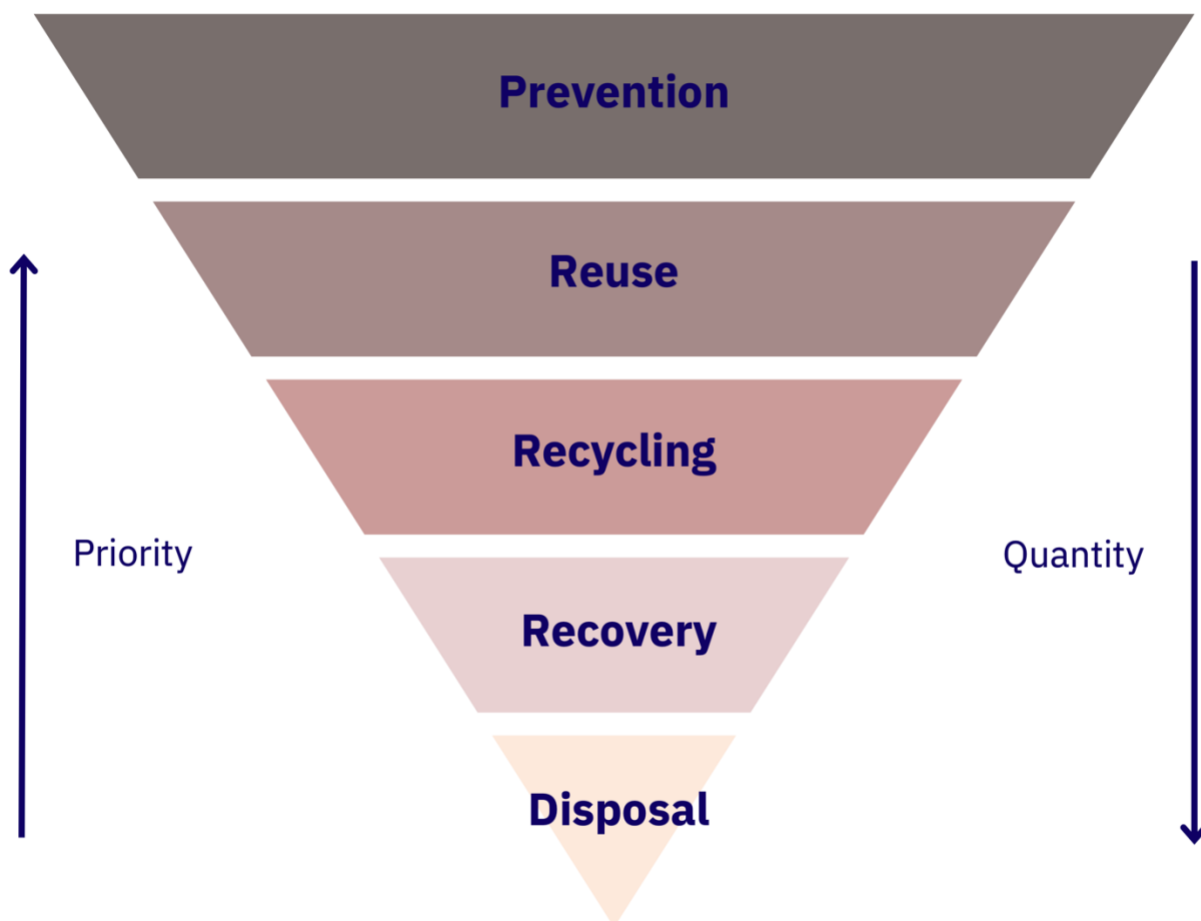 Prevention
Reuse
Recycling
Priority
Quantity
Recovery
Disposal